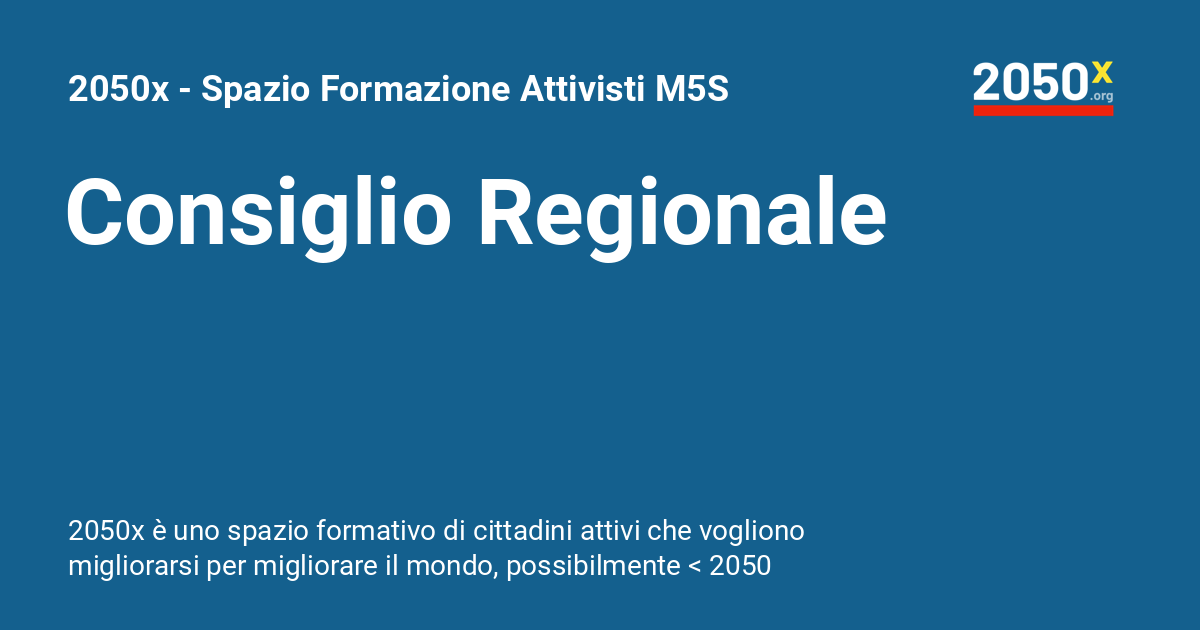 2050x - Spazio Formazione Attivisti M5S
2050x
.org
Consiglio Regionale
2050x è uno spazio formativo di cittadini attivi che vogliono
migliorarsi per migliorare il mondo, possibilmente < 2050